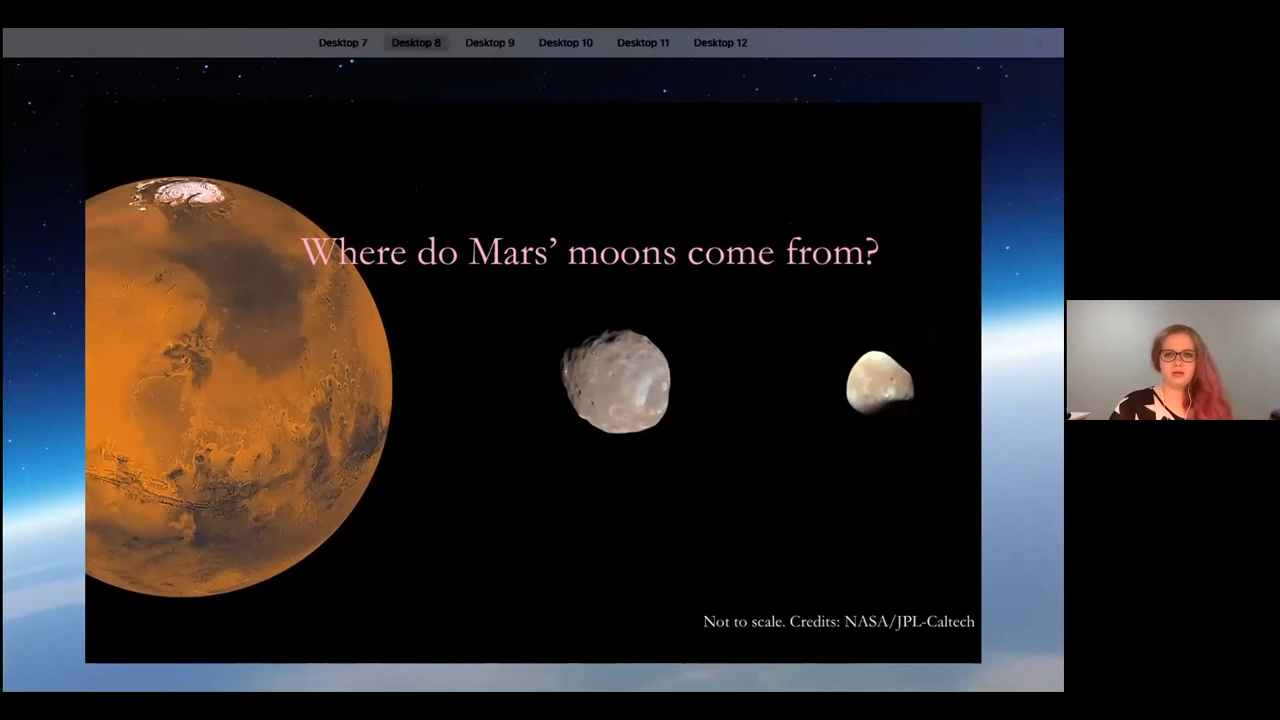 Desktop 7 Desktop 8 Desktop 9 Desktop 10 Desktop 11 Desktop 12
Where do Mars’ moons come from?
Not to scale. Credits: NASA/JPL-Caltech